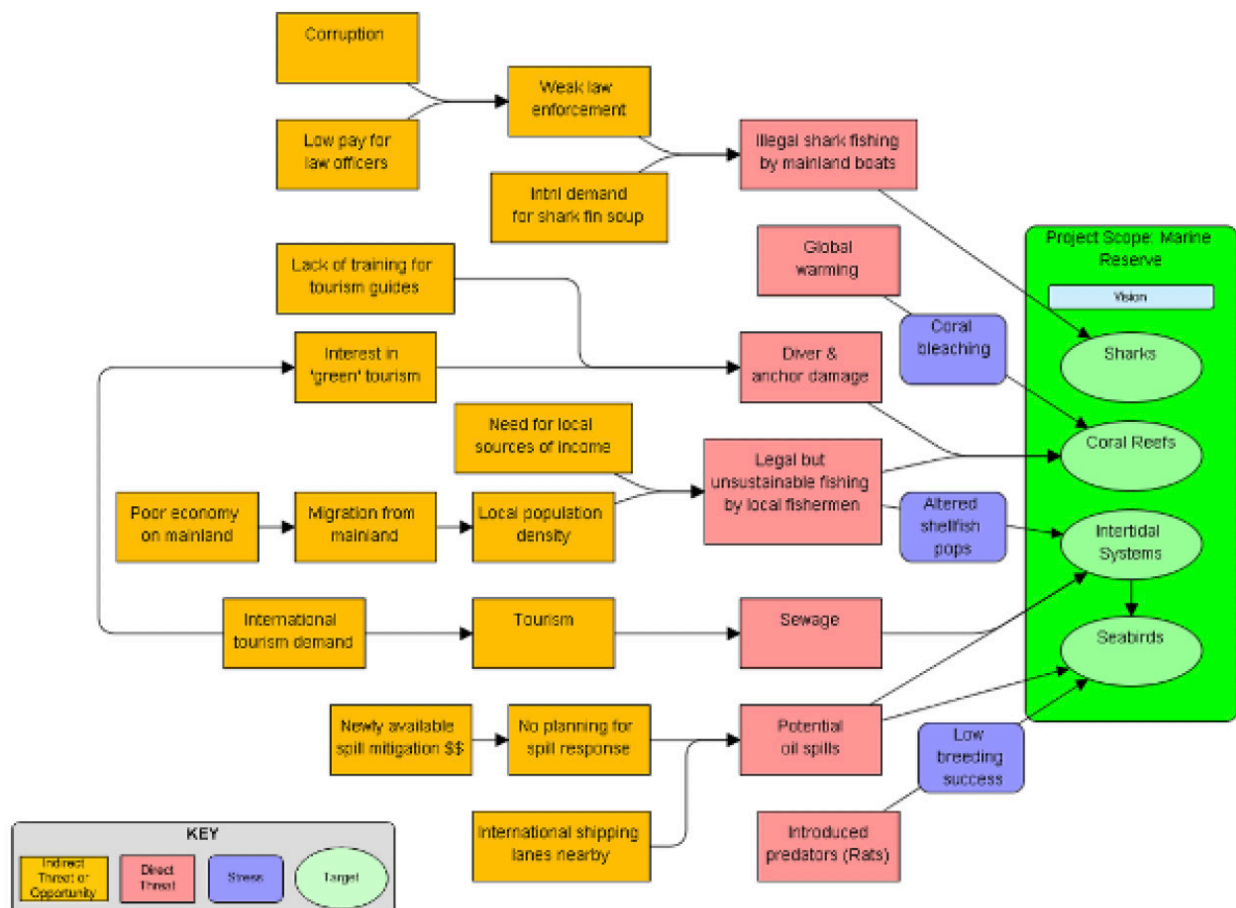 Corruption
Weak law
enforcement
Low pay for
law officers
Illegal shark fishing
by mainland boats
Intnl demand
for shark fin soup
Project Scope: Marine
Reserve
Vision
Global
warming
Lack of training for
tourism guides
Coral
bleaching
Sharks
Interest in
'green' tourism
Diver &
anchor damage
Need for local
sources of income
Coral Reefs
Legal but
unsustainable fishing
by local fishermen
Poor economy
on mainland
Migration from
mainland
Local population
density
Altered
shellfish
pops
Intertidal
Systems
International
tourism demand
Tourism
Sewage
Seabirds
Newly available
spill mitigation $$
No planning for
spill response
Potential
oil spills
Low
breeding
success
International shipping
lanes nearby
Introduced
predators (Rats)
KEY
Indirect
Threat or
Opportunity
Direct
Threat
Stress
Target